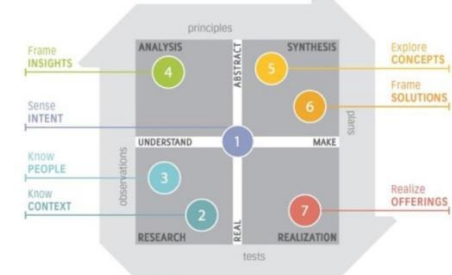 principles
ANALYSIS
SYNTHESIS
ABSTRACT
Frame
INSIGHTS
4
5
Explore
CONCEPTS
6
Frame
SOLUTIONS
Sense
INTENT
1
UNDERSTAND
MAKE
observations
plans
Know
PEOPLE
3
Know
CONTEXT
2
7
Realize
OFFERINGS
REAL
RESEARCH
REALIZATION
tests